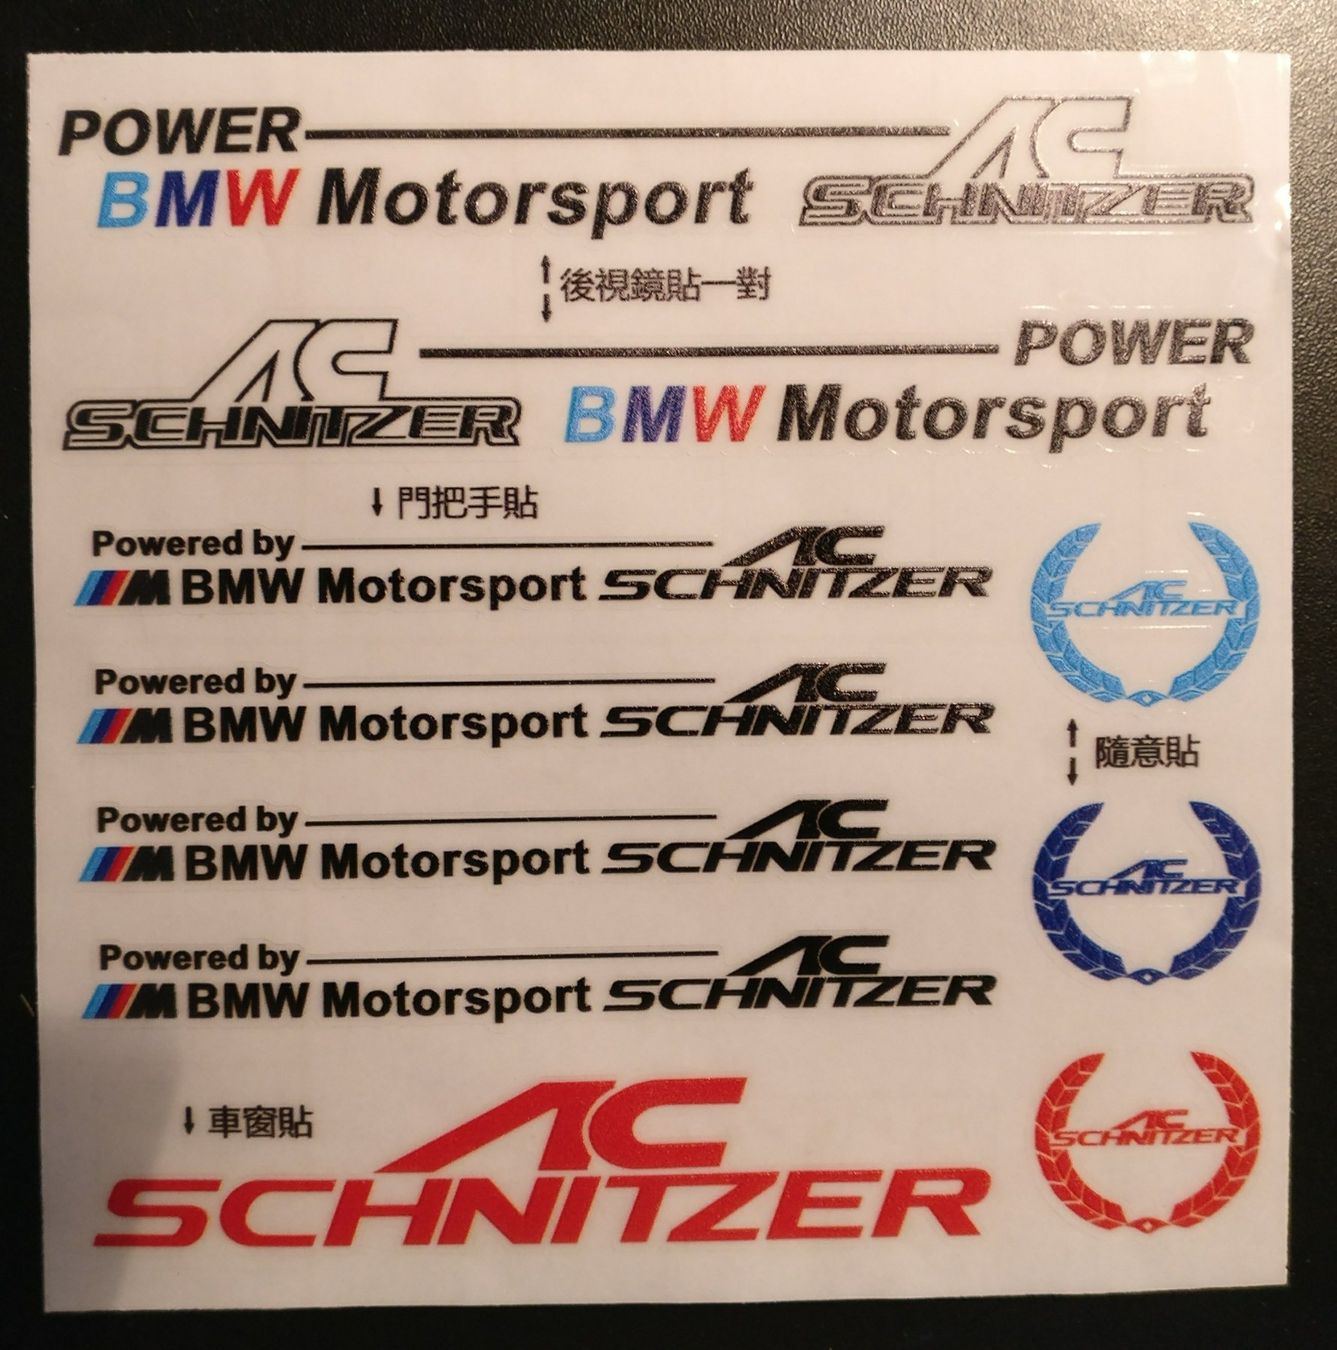 POWER
BMW Motorsport AC SCHNITZER
後視鏡貼一對
AC SCHNITZER POWER
BMW Motorsport
門把手貼
Powered by
M BMW Motorsport AC SCHNITZER
AC SCHNITZER
Powered by
M BMW Motorsport AC SCHNITZER
隨意貼
Powered by
M BMW Motorsport AC SCHNITZER
AC SCHNITZER
Powered by
M BMW Motorsport AC SCHNITZER
車窗貼
AC
SCHNITZER
AC SCHNITZER